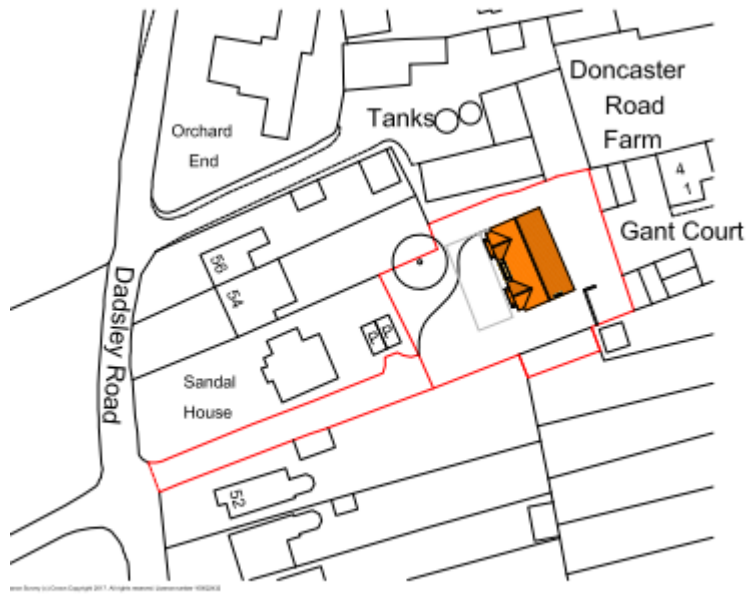 Doncaster
Road
Farm
Tanks
Orchard
End
4
1
Gant Court
56
54
Dadsley Road
P
P
Sandal
House
52